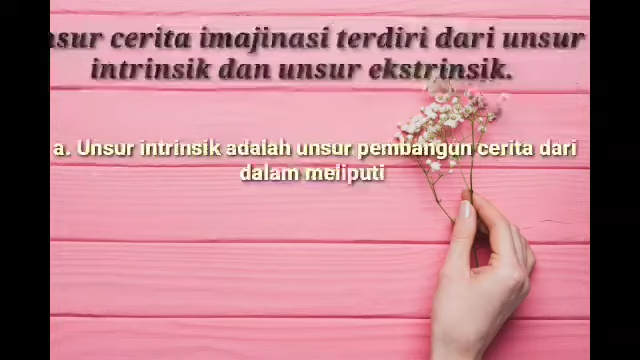 nsur cerita imajinasi terdiri dari unsur
intrinsik dan unsur ekstrinsik.
a. Unsur intrinsik adalah unsur pembangun cerita dari
dalam meliputi